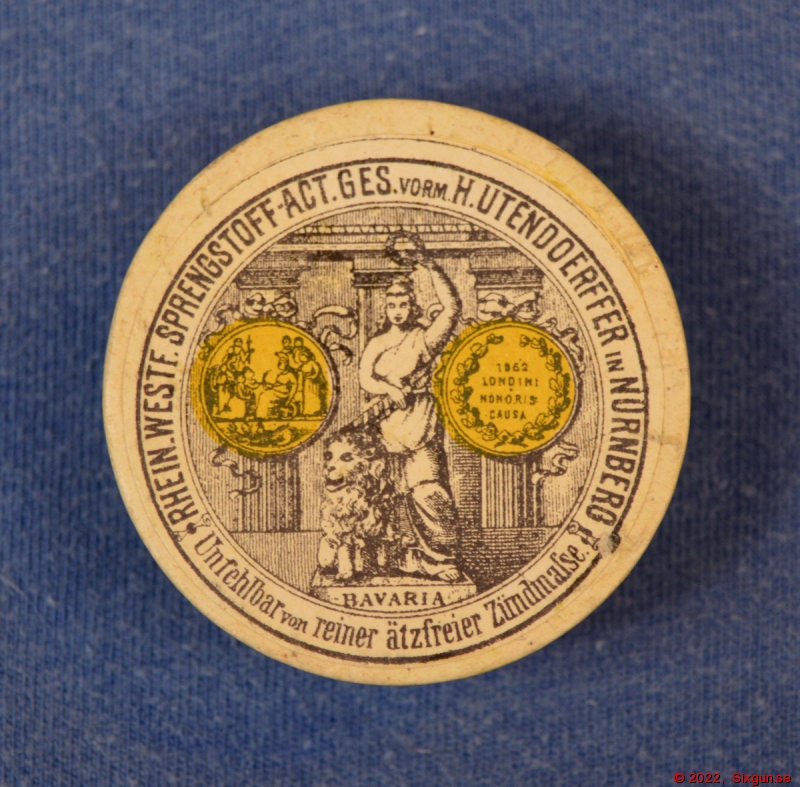 RHEIN. WESTF. SPRENGSTOFF-ACT. GES. VORM. H. UTENDOERFFER IN NÜRNBERG
1862
LONDINI
HONORIS
CAUSA
BAVARIA
Unfehlbar von reiner ätzfreier Zündmasse.
© 2022, Sixgun.se